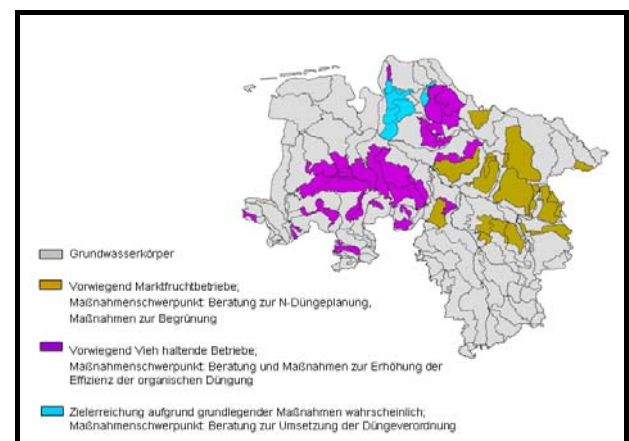 Grundwasserkörper
Vorwiegend Marktfruchtbetriebe;
Maßnahmenschwerpunkt: Beratung zur N-Düngeplanung,
Maßnahmen zur Begrünung
Vorwiegend Vieh haltende Betriebe;
Maßnahmenschwerpunkt: Beratung und Maßnahmen zur Erhöhung der
Effizienz der organischen Düngung
Zielerreichung aufgrund grundlegender Maßnahmen wahrscheinlich;
Maßnahmenschwerpunkt: Beratung zur Umsetzung der Düngeverordnung